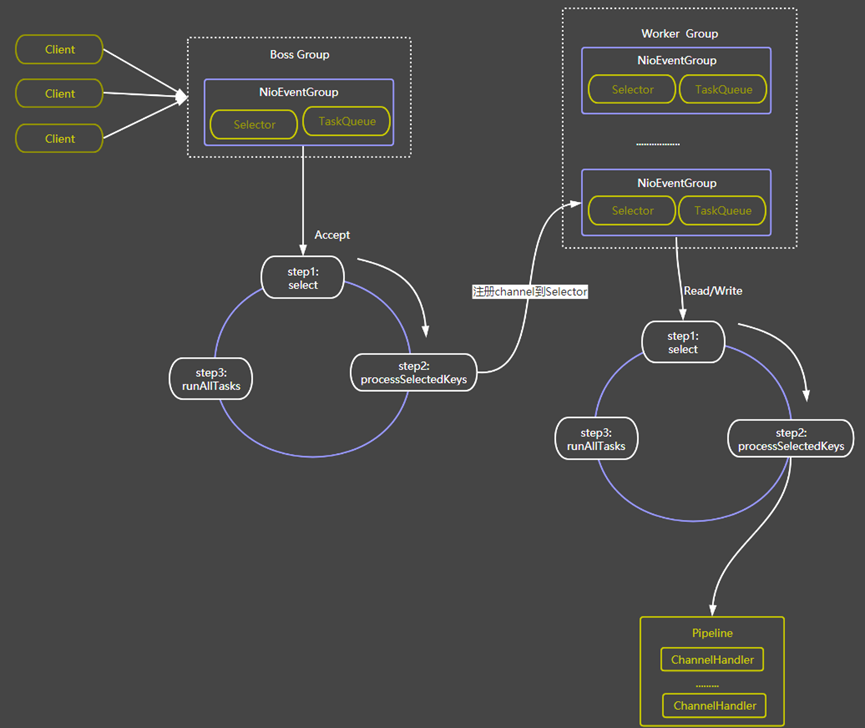 Client
Client
Client
Boss Group
NioEventGroup
Selector
TaskQueue
Accept
step1:
select
step2:
processSelectedKeys
step3:
runAllTasks
注册channel到Selector
Worker Group
NioEventGroup
Selector
TaskQueue
.................
NioEventGroup
Selector
TaskQueue
Read/Write
step1:
select
step2:
processSelectedKeys
step3:
runAllTasks
Pipeline
ChannelHandler
.........
ChannelHandler